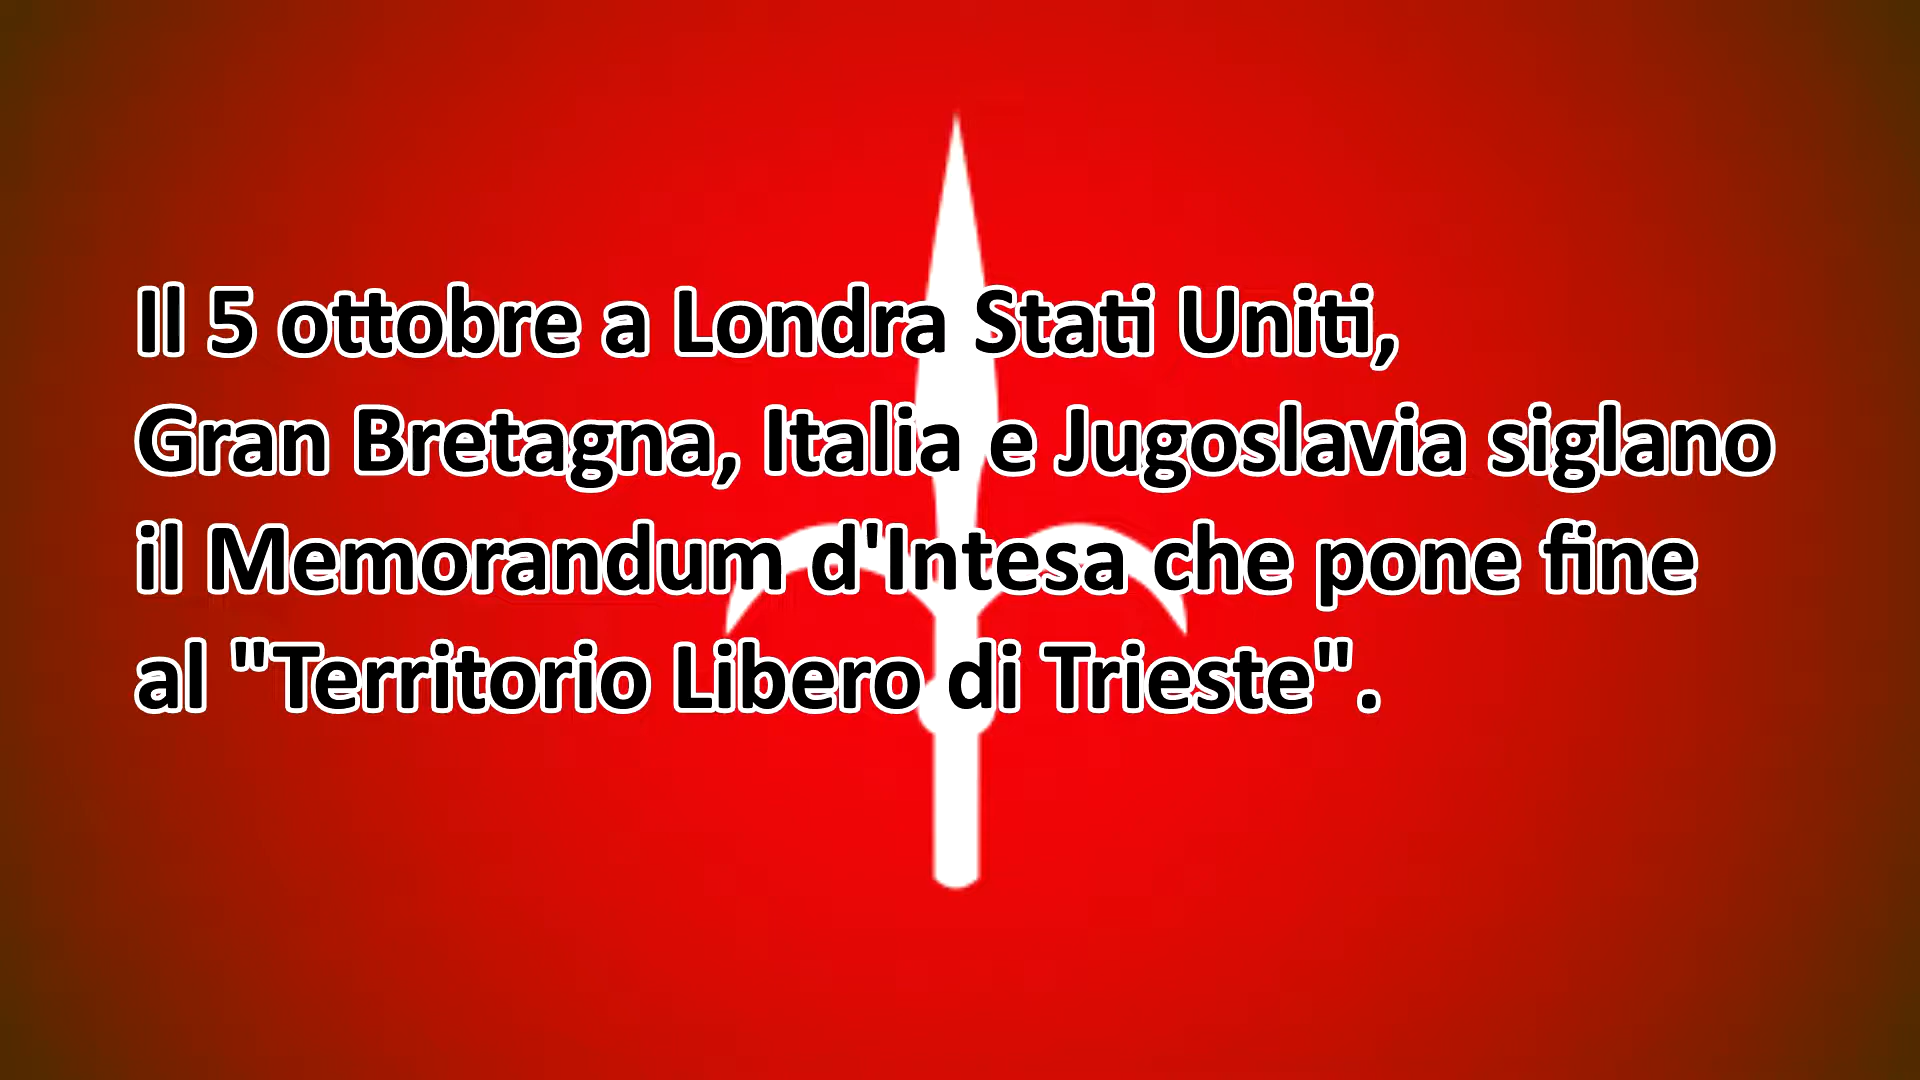 Il 5 ottobre a Londra Stati Uniti,
Gran Bretagna, Italia e Jugoslavia siglano
il Memorandum d'Intesa che pone fine
al "Territorio Libero di Trieste".